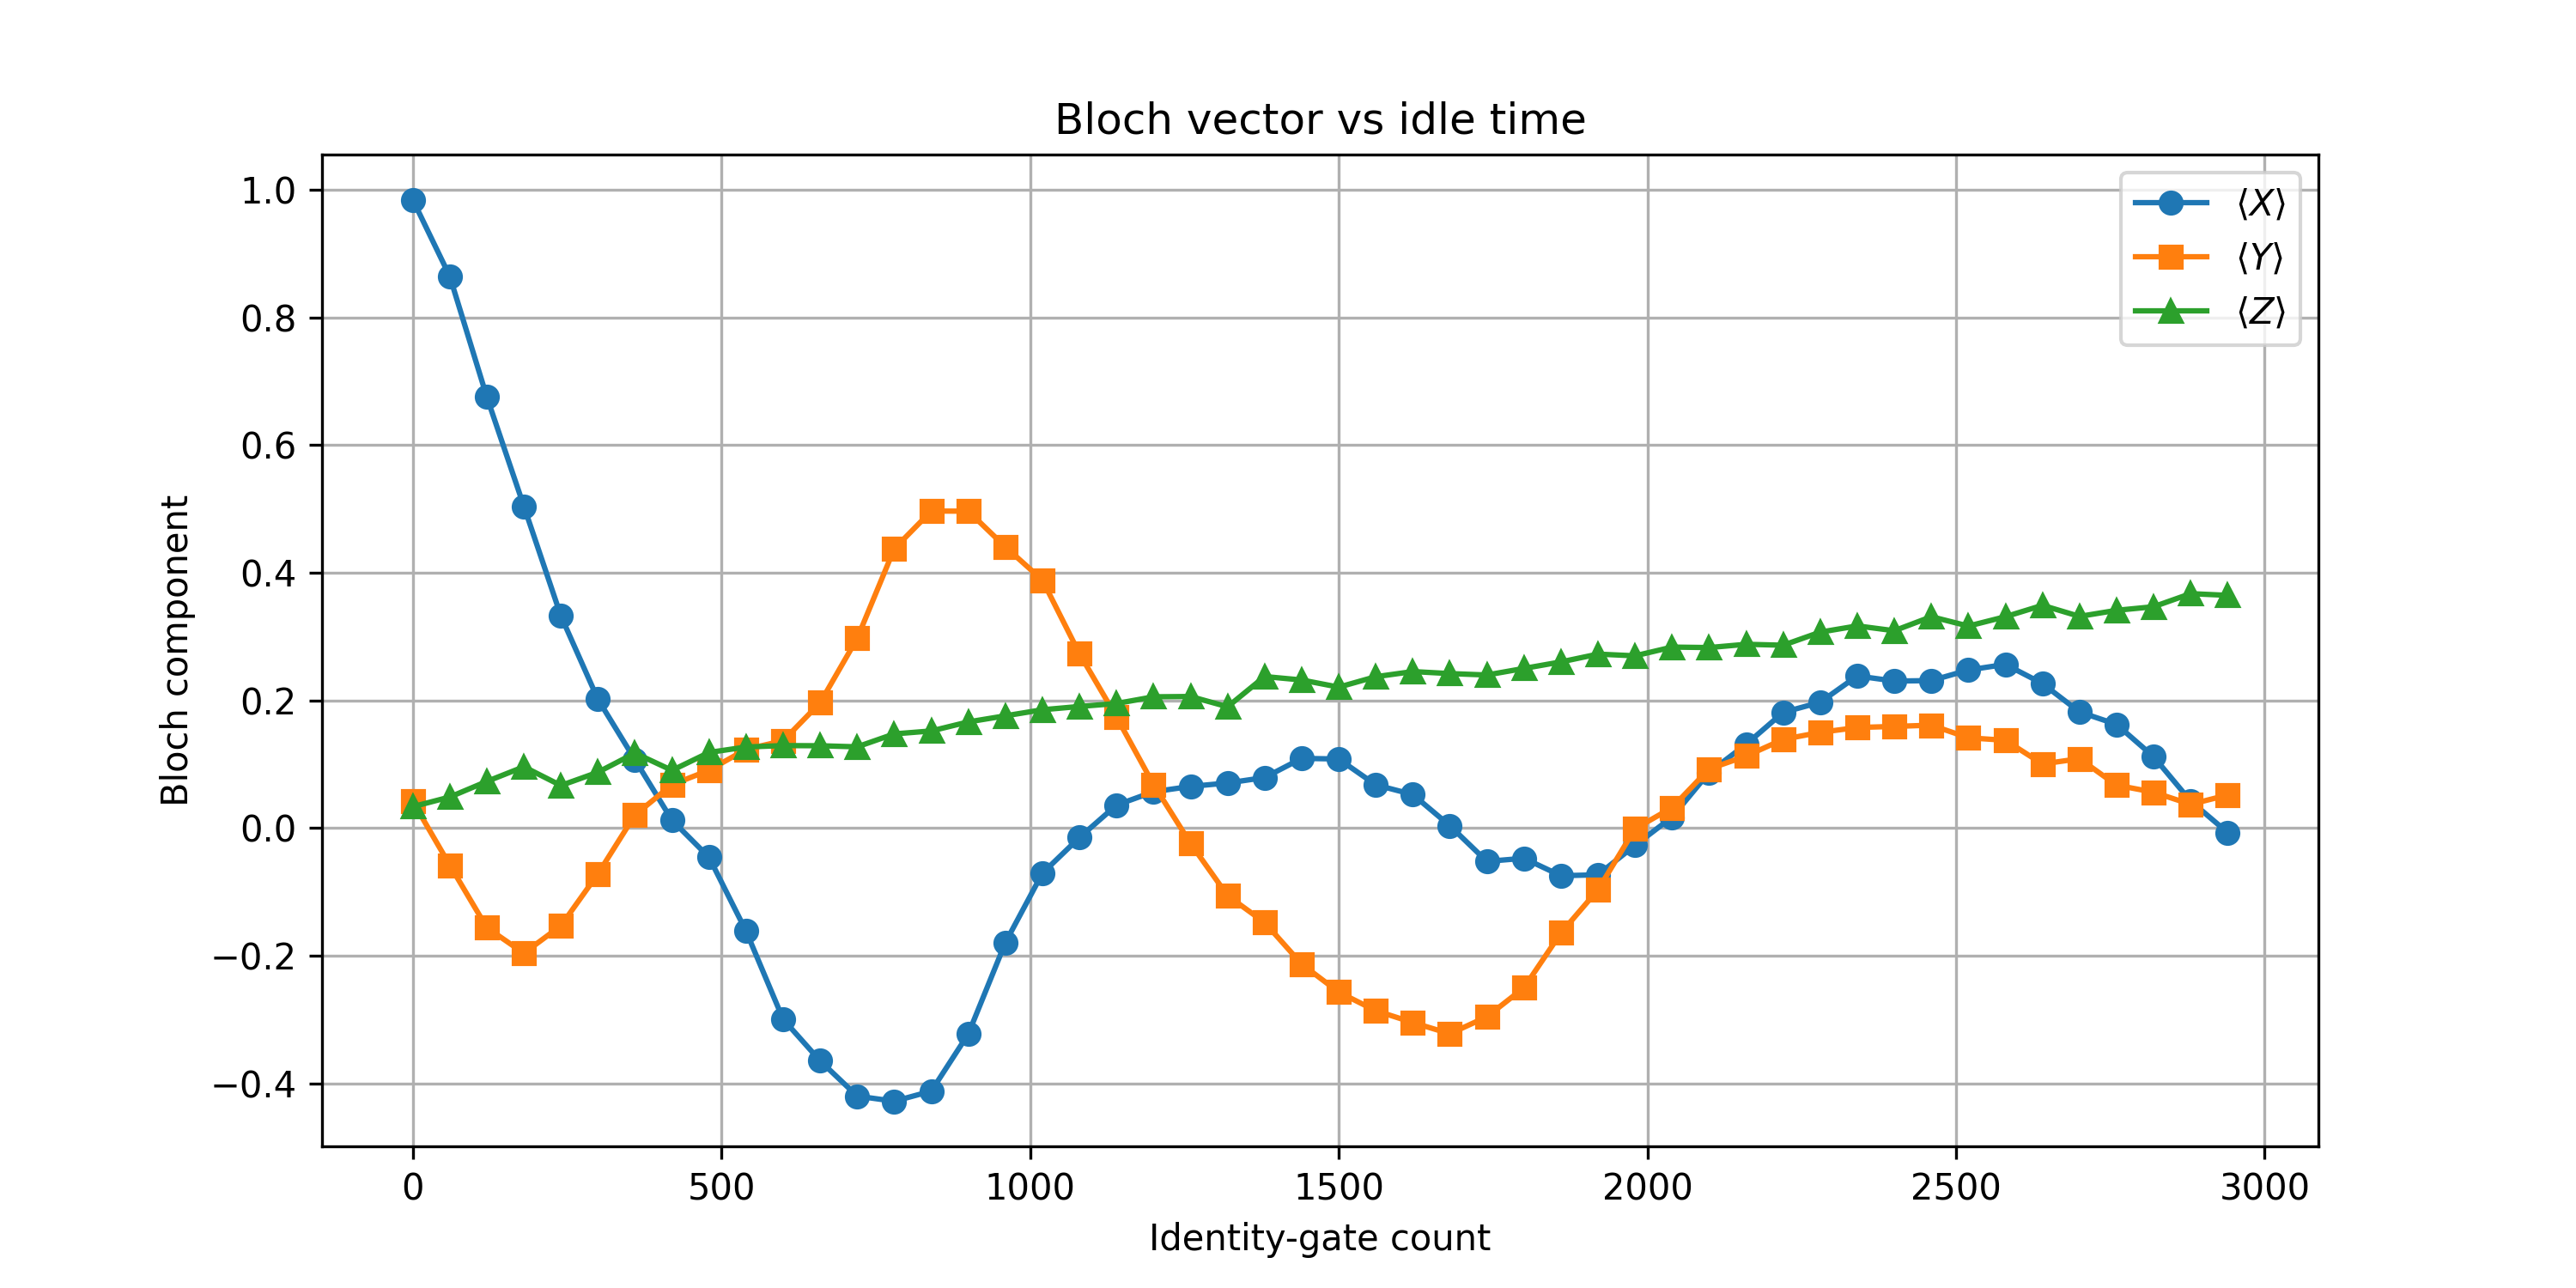 Bloch vector vs idle time
⟨X⟩
⟨Y⟩
⟨Z⟩
Bloch component
1.0
0.8
0.6
0.4
0.2
0.0
−0.2
−0.4
0 500 1000 1500 2000 2500 3000
Identity-gate count